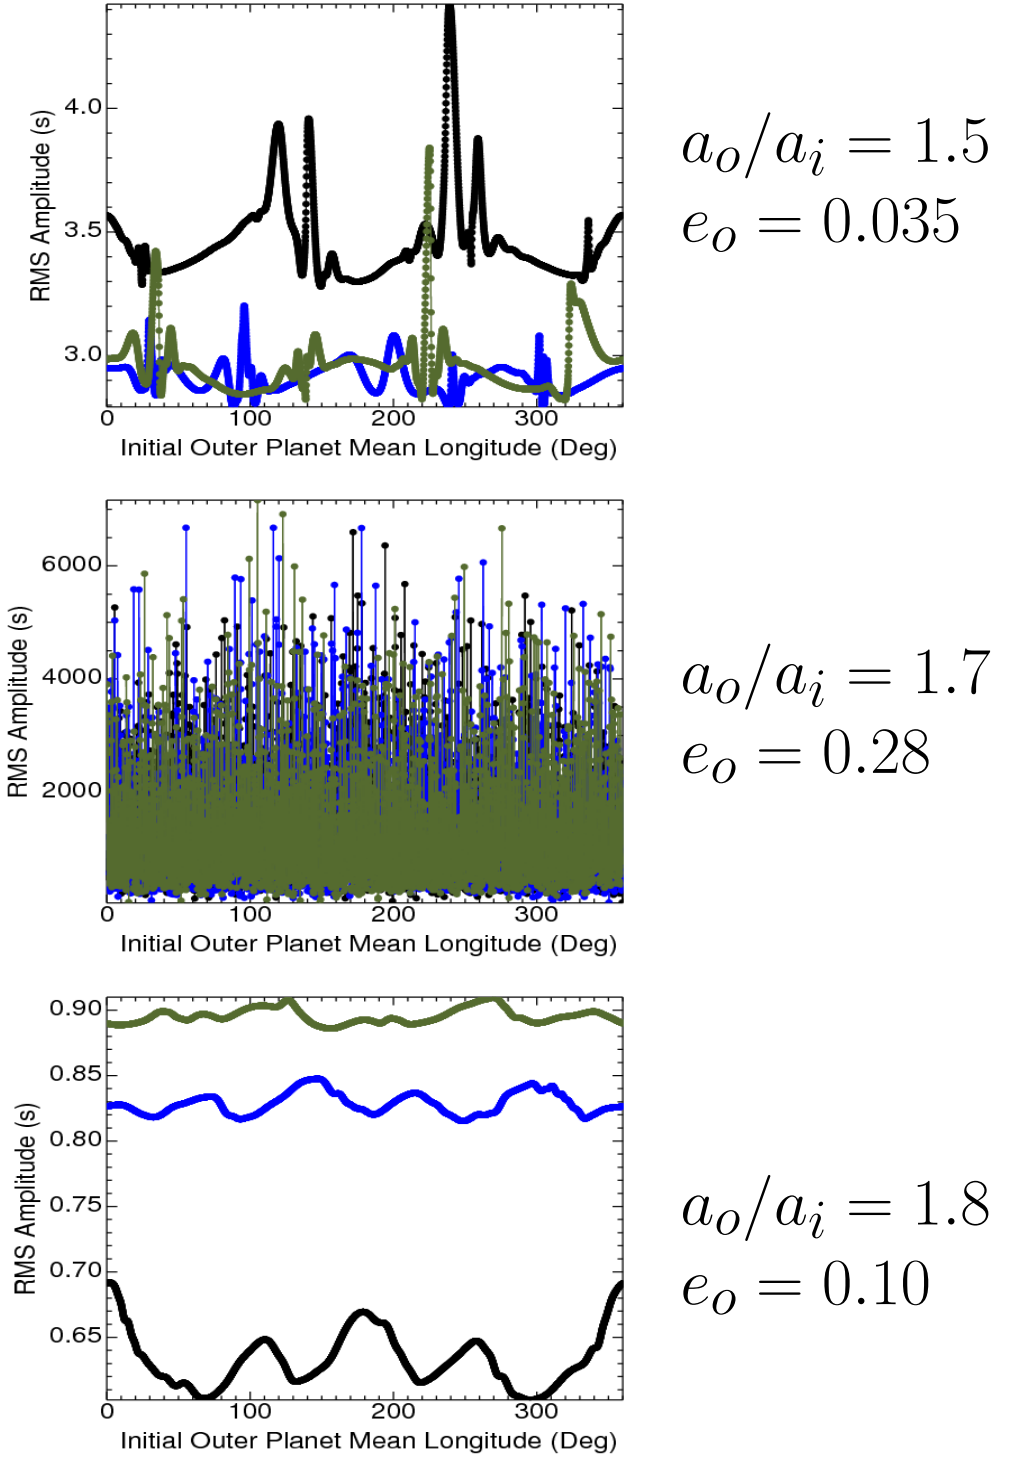 4.0
3.5
3.0
RMS Amplitude (s)
0 100 200 300
Initial Outer Planet Mean Longitude (Deg)
a_o/a_i = 1.5
e_o = 0.035
6000
4000
2000
RMS Amplitude (s)
0 100 200 300
Initial Outer Planet Mean Longitude (Deg)
a_o/a_i = 1.7
e_o = 0.28
0.90
0.85
0.80
0.75
0.70
0.65
RMS Amplitude (s)
0 100 200 300
Initial Outer Planet Mean Longitude (Deg)
a_o/a_i = 1.8
e_o = 0.10